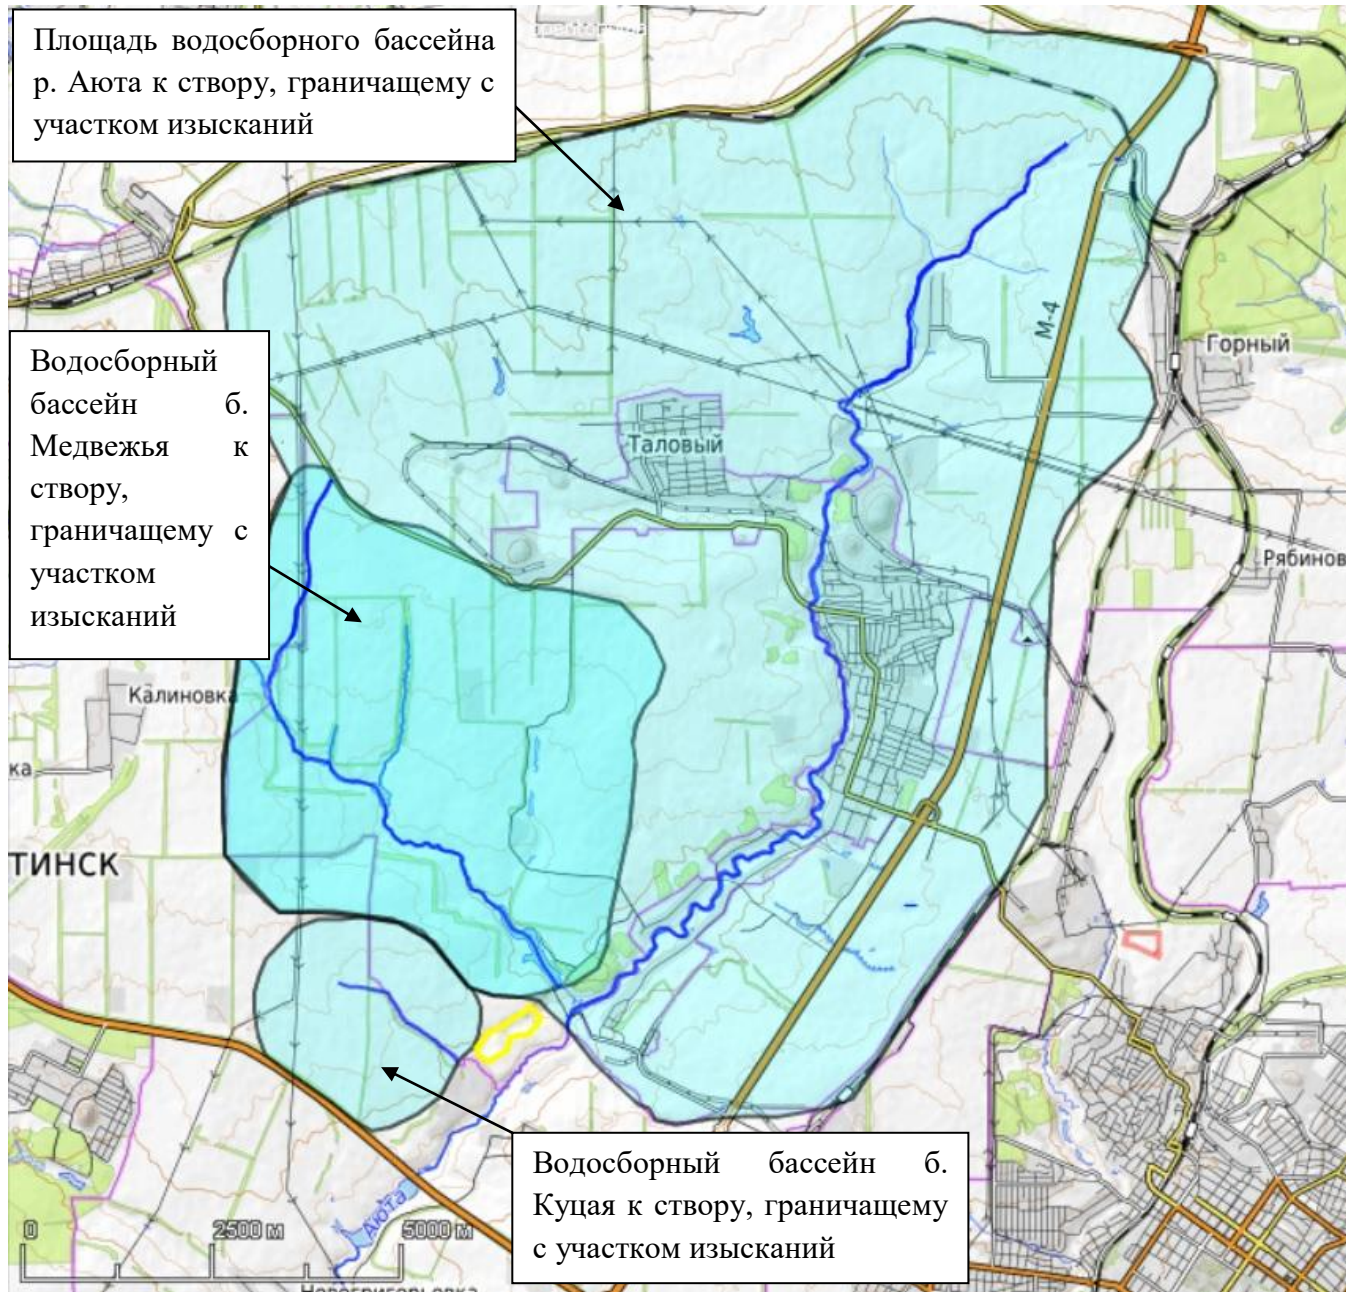 Площадь водосборного бассейна
р. Аюта к створу, граничащему с
участком изысканий
М-4
Горный
Водосборный
бассейн б.
Медвежья к
створу,
граничащему с
участком
изысканий
Таловый
Рябинов
Калиновка
ка
ТИНСК
Водосборный бассейн б.
Куцая к створу, граничащему
с участком изысканий
Аюта
0 2500 м 5000 м
Новогригорьевка